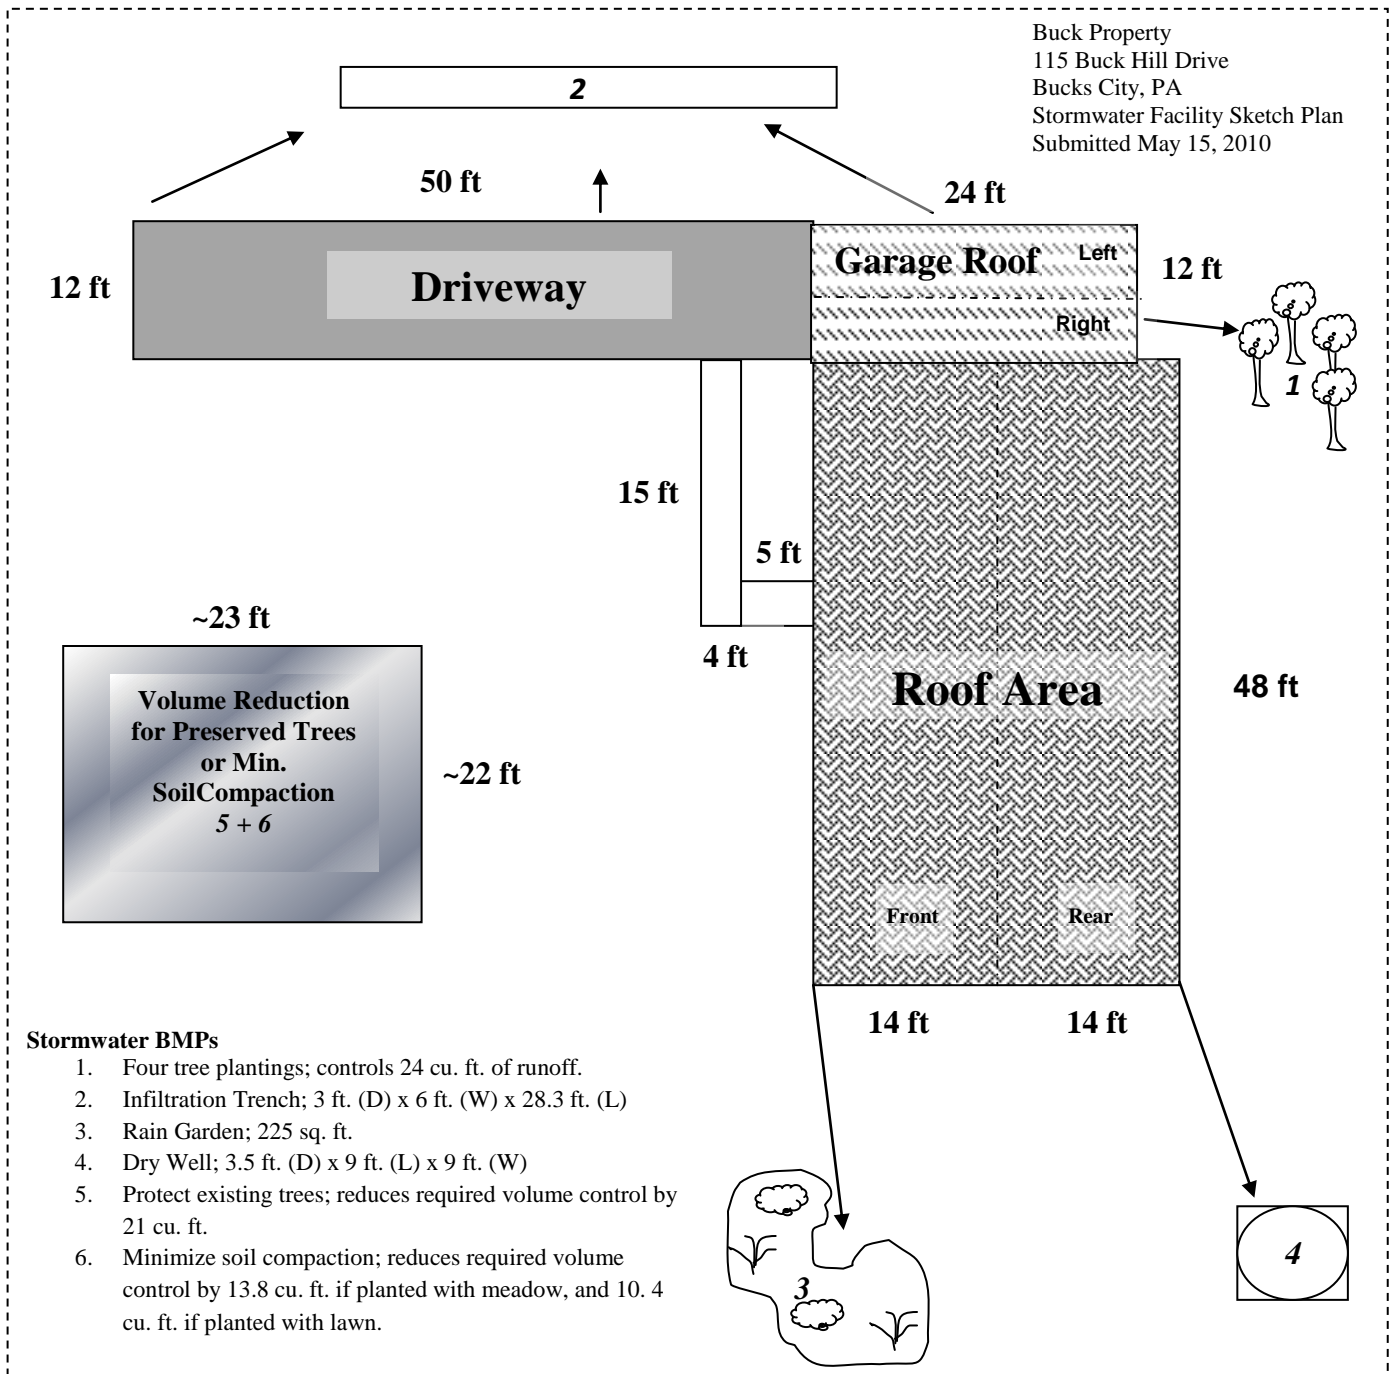 Buck Property
115 Buck Hill Drive
Bucks City, PA
Stormwater Facility Sketch Plan
Submitted May 15, 2010
2
50 ft
24 ft
12 ft
Driveway
Garage Roof
Left
Right
12 ft
1
15 ft
5 ft
4 ft
~23 ft
Volume Reduction
for Preserved Trees
or Min.
SoilCompaction
5 + 6
~22 ft
Roof Area
48 ft
Front
Rear
14 ft
14 ft
Stormwater BMPs
1. Four tree plantings; controls 24 cu. ft. of runoff.
2. Infiltration Trench; 3 ft. (D) x 6 ft. (W) x 28.3 ft. (L)
3. Rain Garden; 225 sq. ft.
4. Dry Well; 3.5 ft. (D) x 9 ft. (L) x 9 ft. (W)
5. Protect existing trees; reduces required volume control by
21 cu. ft.
6. Minimize soil compaction; reduces required volume
control by 13.8 cu. ft. if planted with meadow, and 10. 4
cu. ft. if planted with lawn.
3
4